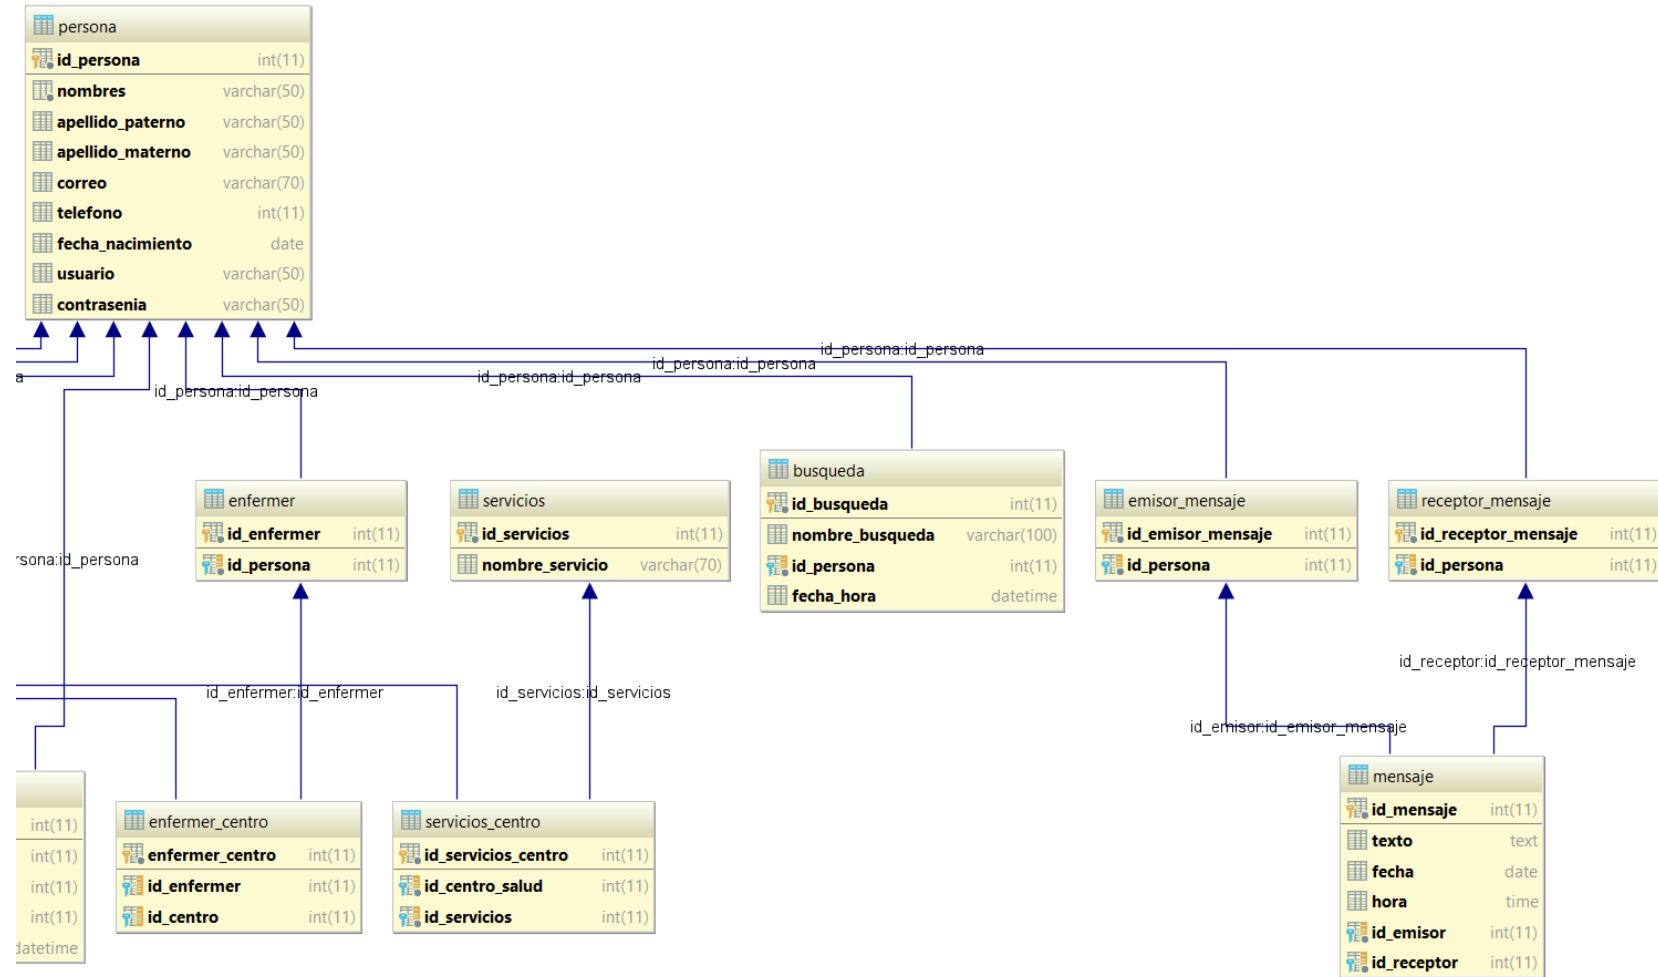 persona
id_persona int(11)
nombres varchar(50)
apellido_paterno varchar(50)
apellido_materno varchar(50)
correo varchar(70)
telefono int(11)
fecha_nacimiento date
usuario varchar(50)
contrasenia varchar(50)
id_persona:id_persona
id_persona:id_persona
id_persona:id_persona
a
id_persona:id_persona
busqueda
id_busqueda int(11)
nombre_busqueda varchar(100)
id_persona int(11)
fecha_hora datetime
enfermer
id_enfermer int(11)
id_persona int(11)
servicios
id_servicios int(11)
nombre_servicio varchar(70)
emisor_mensaje
id_emisor_mensaje int(11)
id_persona int(11)
receptor_mensaje
id_receptor_mensaje int(11)
id_persona int(11)
rsona:id_persona
id_receptor:id_receptor_mensaje
id_enfermer:id_enfermer
id_servicios:id_servicios
id_emisor:id_emisor_mensaje
int(11)
int(11)
int(11)
int(11)
datetime
enfermer_centro
enfermer_centro int(11)
id_enfermer int(11)
id_centro int(11)
servicios_centro
id_servicios_centro int(11)
id_centro_salud int(11)
id_servicios int(11)
mensaje
id_mensaje int(11)
texto text
fecha date
hora time
id_emisor int(11)
id_receptor int(11)